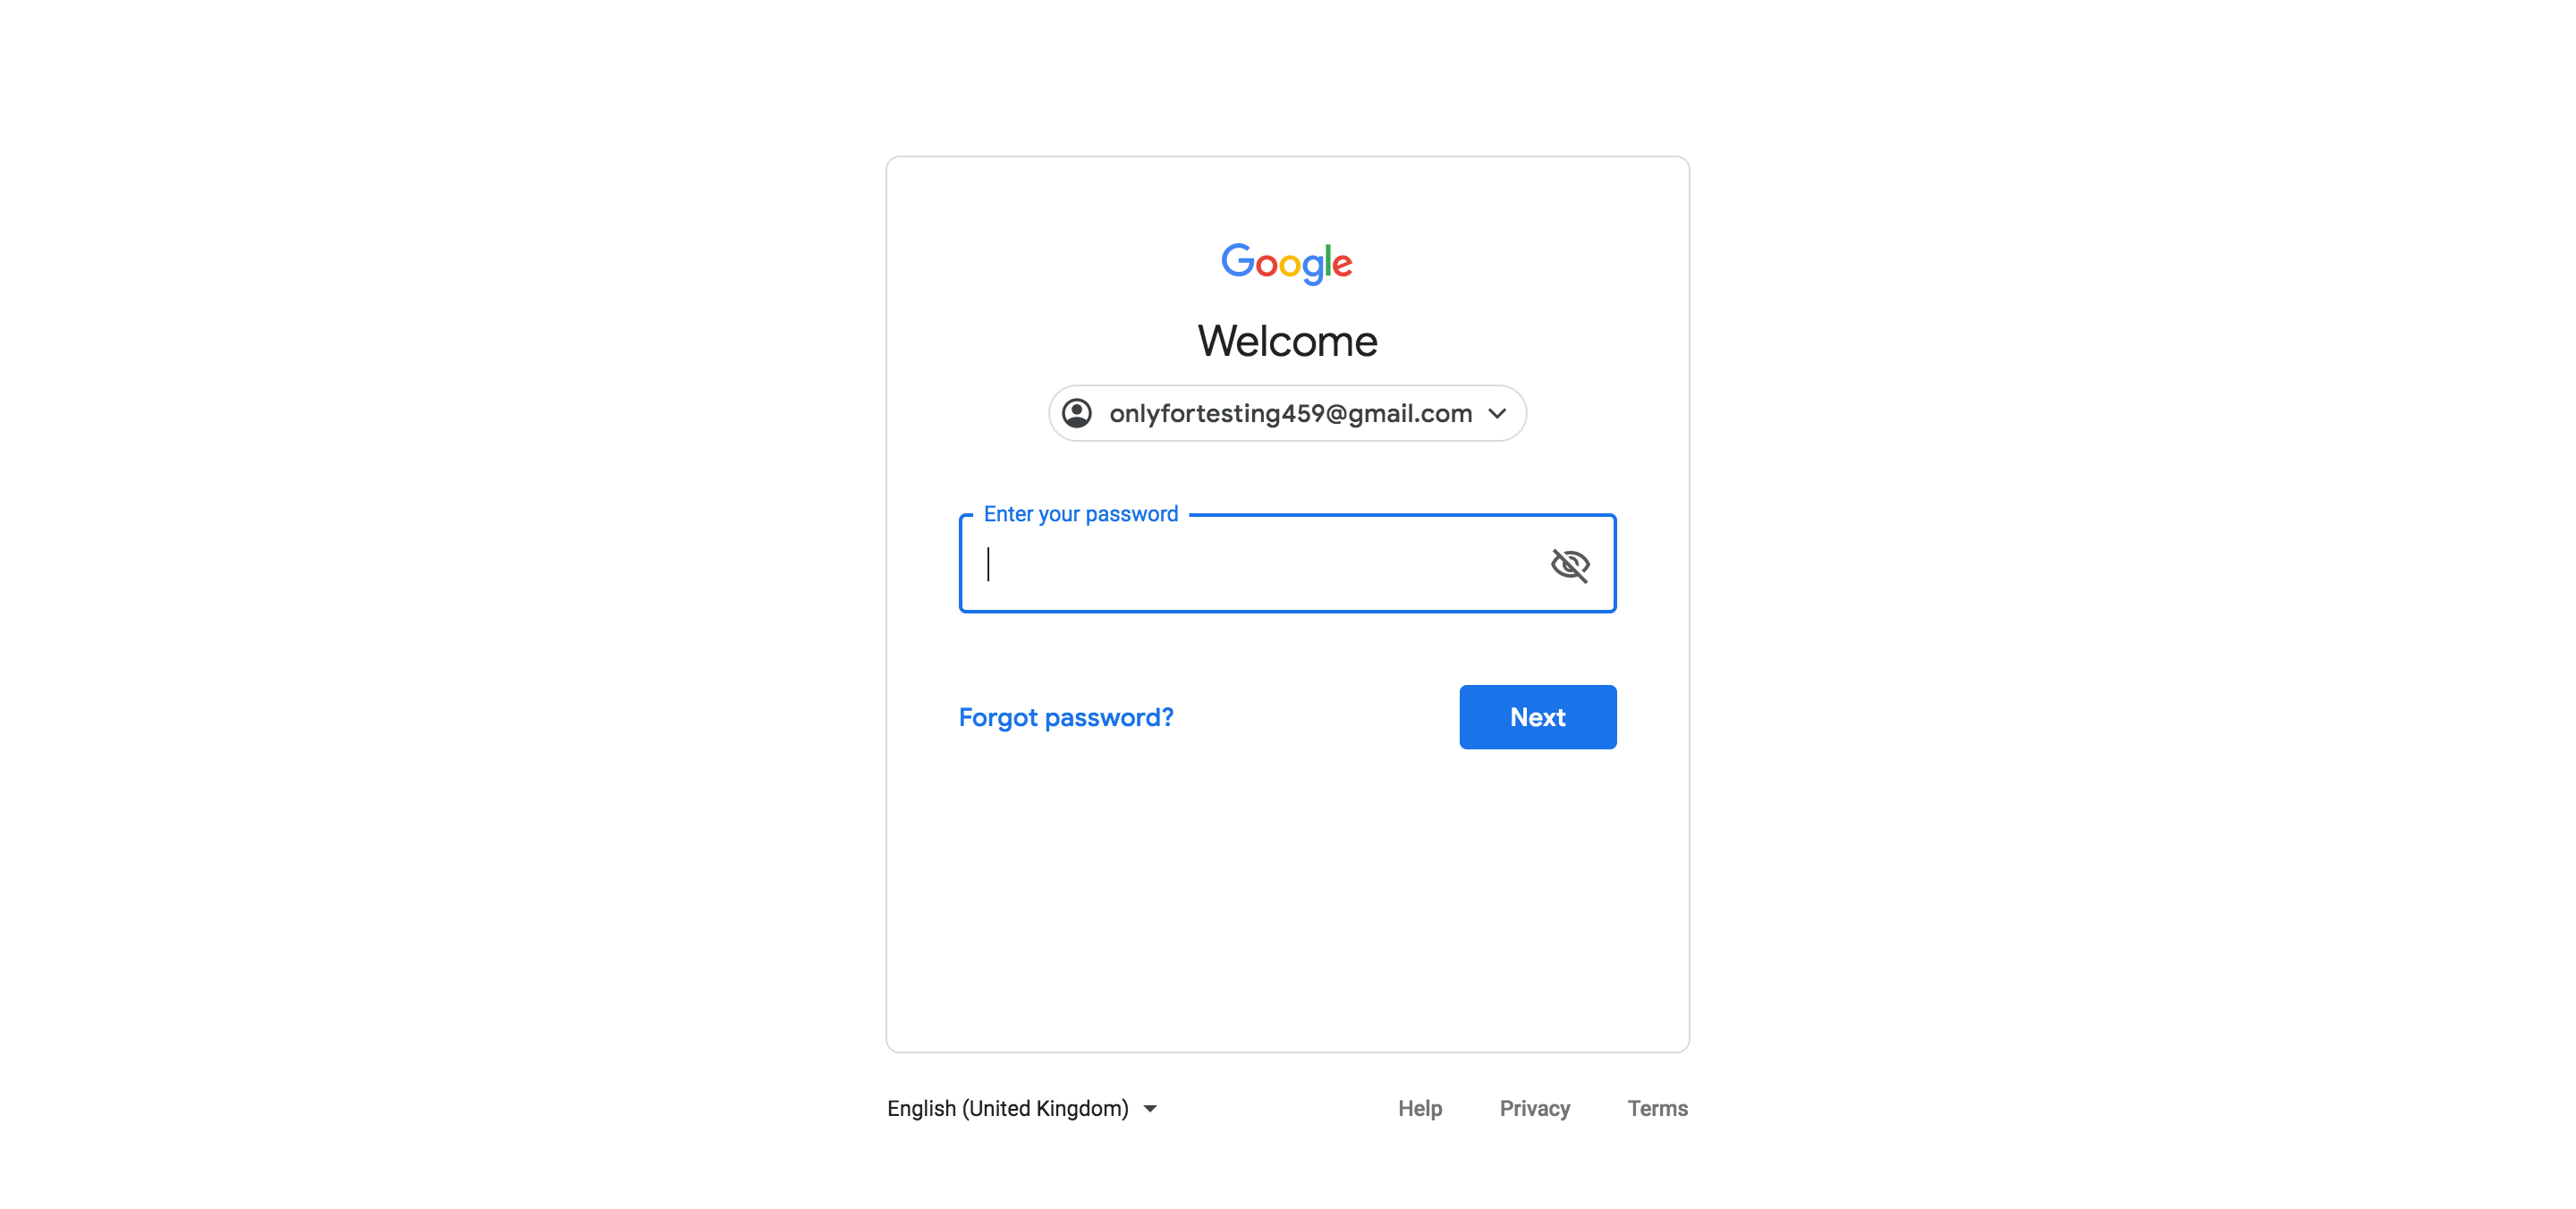 Google
Welcome
onlyfortesting459@gmail.com
Enter your password
Forgot password?
Next
English (United Kingdom)
Help
Privacy
Terms